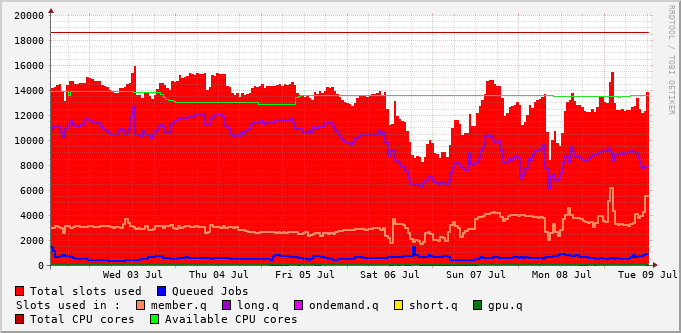 20000
18000
16000
14000
12000
10000
8000
6000
4000
2000
0
Wed 03 Jul Thu 04 Jul Fri 05 Jul Sat 06 Jul Sun 07 Jul Mon 08 Jul Tue 09 Jul
Total slots used Queued Jobs
Slots used in : member.q long.q ondemand.q short.q gpu.q
Total CPU cores Available CPU cores
RRDTOOL / TOBI OETIKER